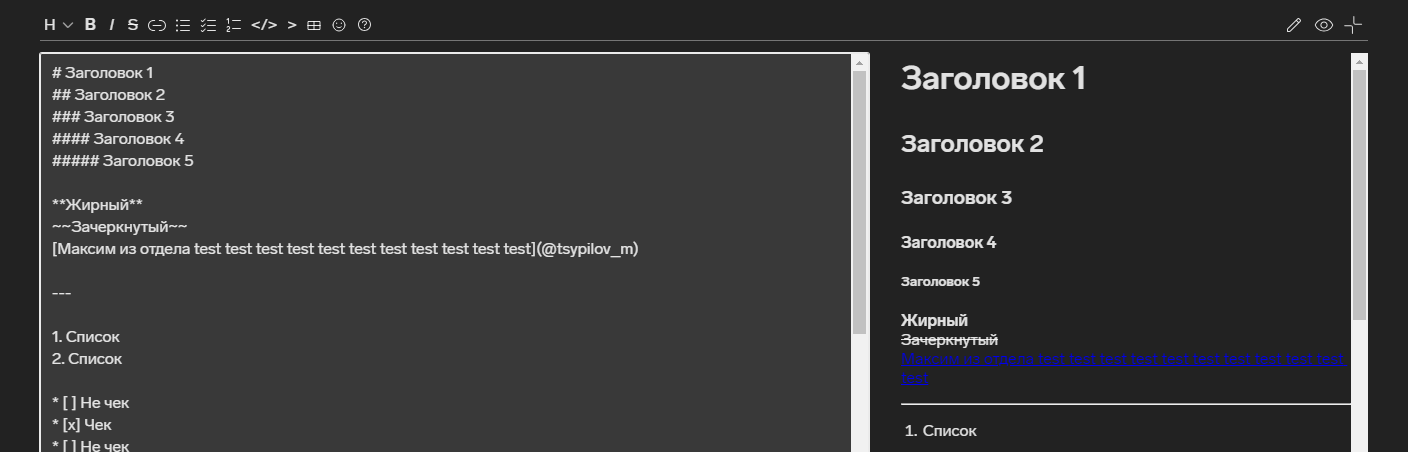 H B I S </> >
# Заголовок 1
## Заголовок 2
### Заголовок 3
#### Заголовок 4
##### Заголовок 5
**Жирный**
~~Зачеркнутый~~
[Максим из отдела test test test test test test test test test test test](@tsypilov_m)
---
1. Список
2. Список
* [ ] Не чек
* [x] Чек
* [ ] Не чек
Заголовок 1
Заголовок 2
Заголовок 3
Заголовок 4
Заголовок 5
Жирный
Зачеркнутый
Максим из отдела test test test test test test test test test test
test
1. Список